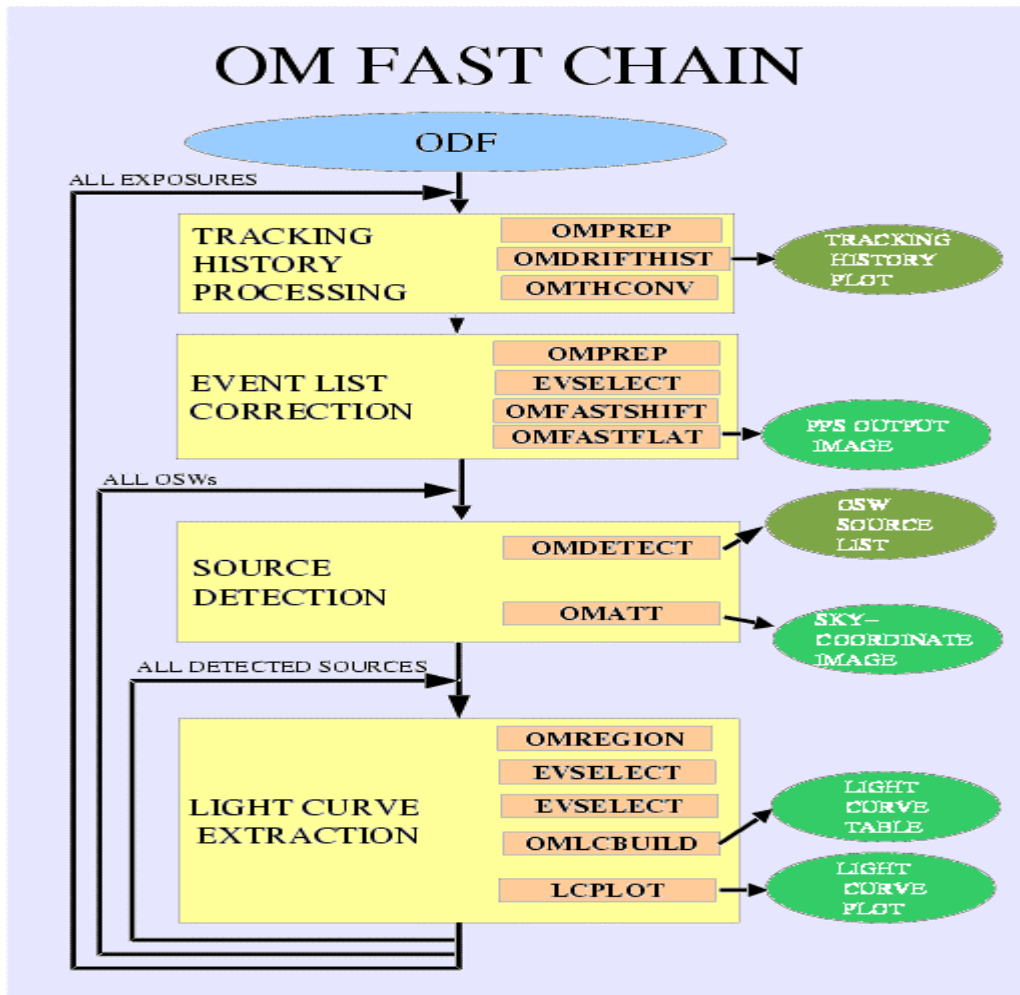 OM FAST CHAIN
ODF
ALL EXPOSURES
TRACKING
HISTORY
PROCESSING
OMPREP
OMDRIFTHIST
OMTHCONV
TRACKING
HISTORY
PLOT
EVENT LIST
CORRECTION
OMPREP
EVSELECT
OMFASTSHIFT
OMFASTFLAT
PPS OUTPUT
IMAGE
ALL OSWs
SOURCE
DETECTION
OMDETECT
OMATT
OSW
SOURCE
LIST
SKY-
COORDINATE
IMAGE
ALL DETECTED SOURCES
LIGHT CURVE
EXTRACTION
OMREGION
EVSELECT
EVSELECT
OMLCBUILD
LCPLOT
LIGHT
CURVE
TABLE
LIGHT
CURVE
PLOT